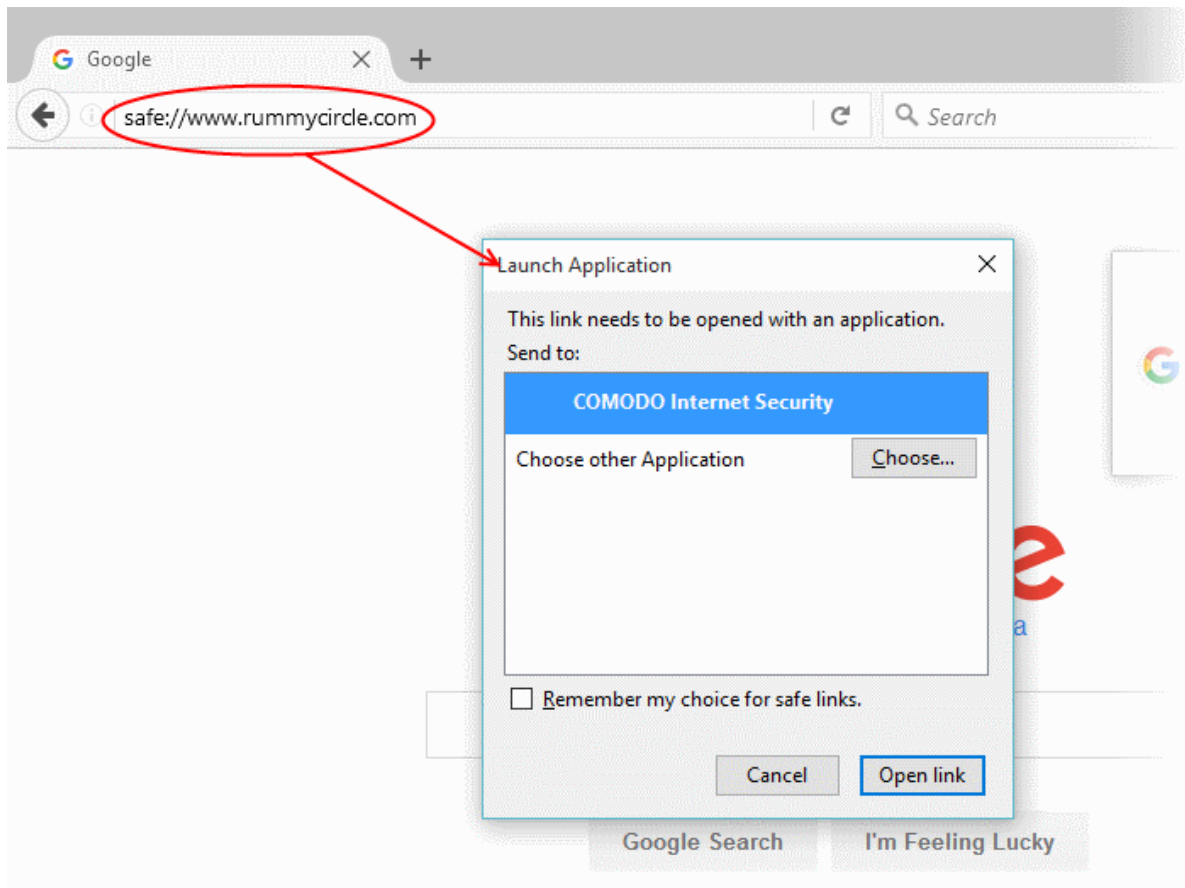 Google
safe://www.rummycircle.com
Search
Launch Application
This link needs to be opened with an application.
Send to:
COMODO Internet Security
Choose other Application
Choose...
e
a
Remember my choice for safe links.
Cancel
Open link
Google Search
I'm Feeling Lucky